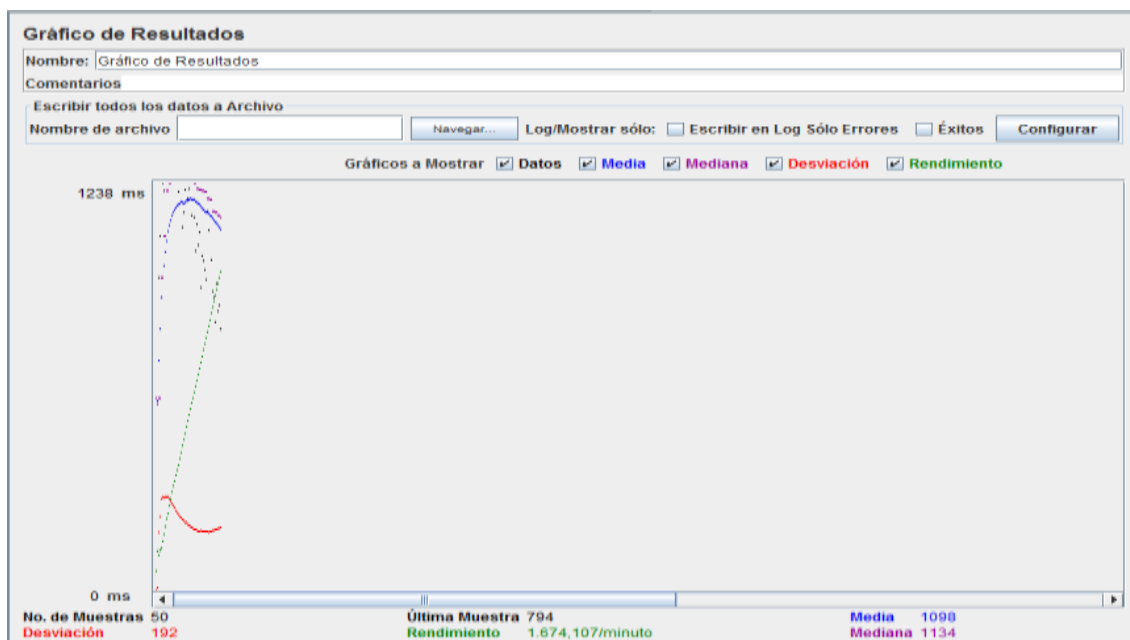 Gráfico de Resultados
Nombre: Gráfico de Resultados
Comentarios
Escribir todos los datos a Archivo
Nombre de archivo Navegar... Log/Mostrar sólo: Escribir en Log Sólo Errores Éxitos Configurar
Gráficos a Mostrar Datos Media Mediana Desviación Rendimiento
1238 ms
0 ms
No. de Muestras 50 Última Muestra 794 Media 1098
Desviación 192 Rendimiento 1.674,107/minuto Mediana 1134